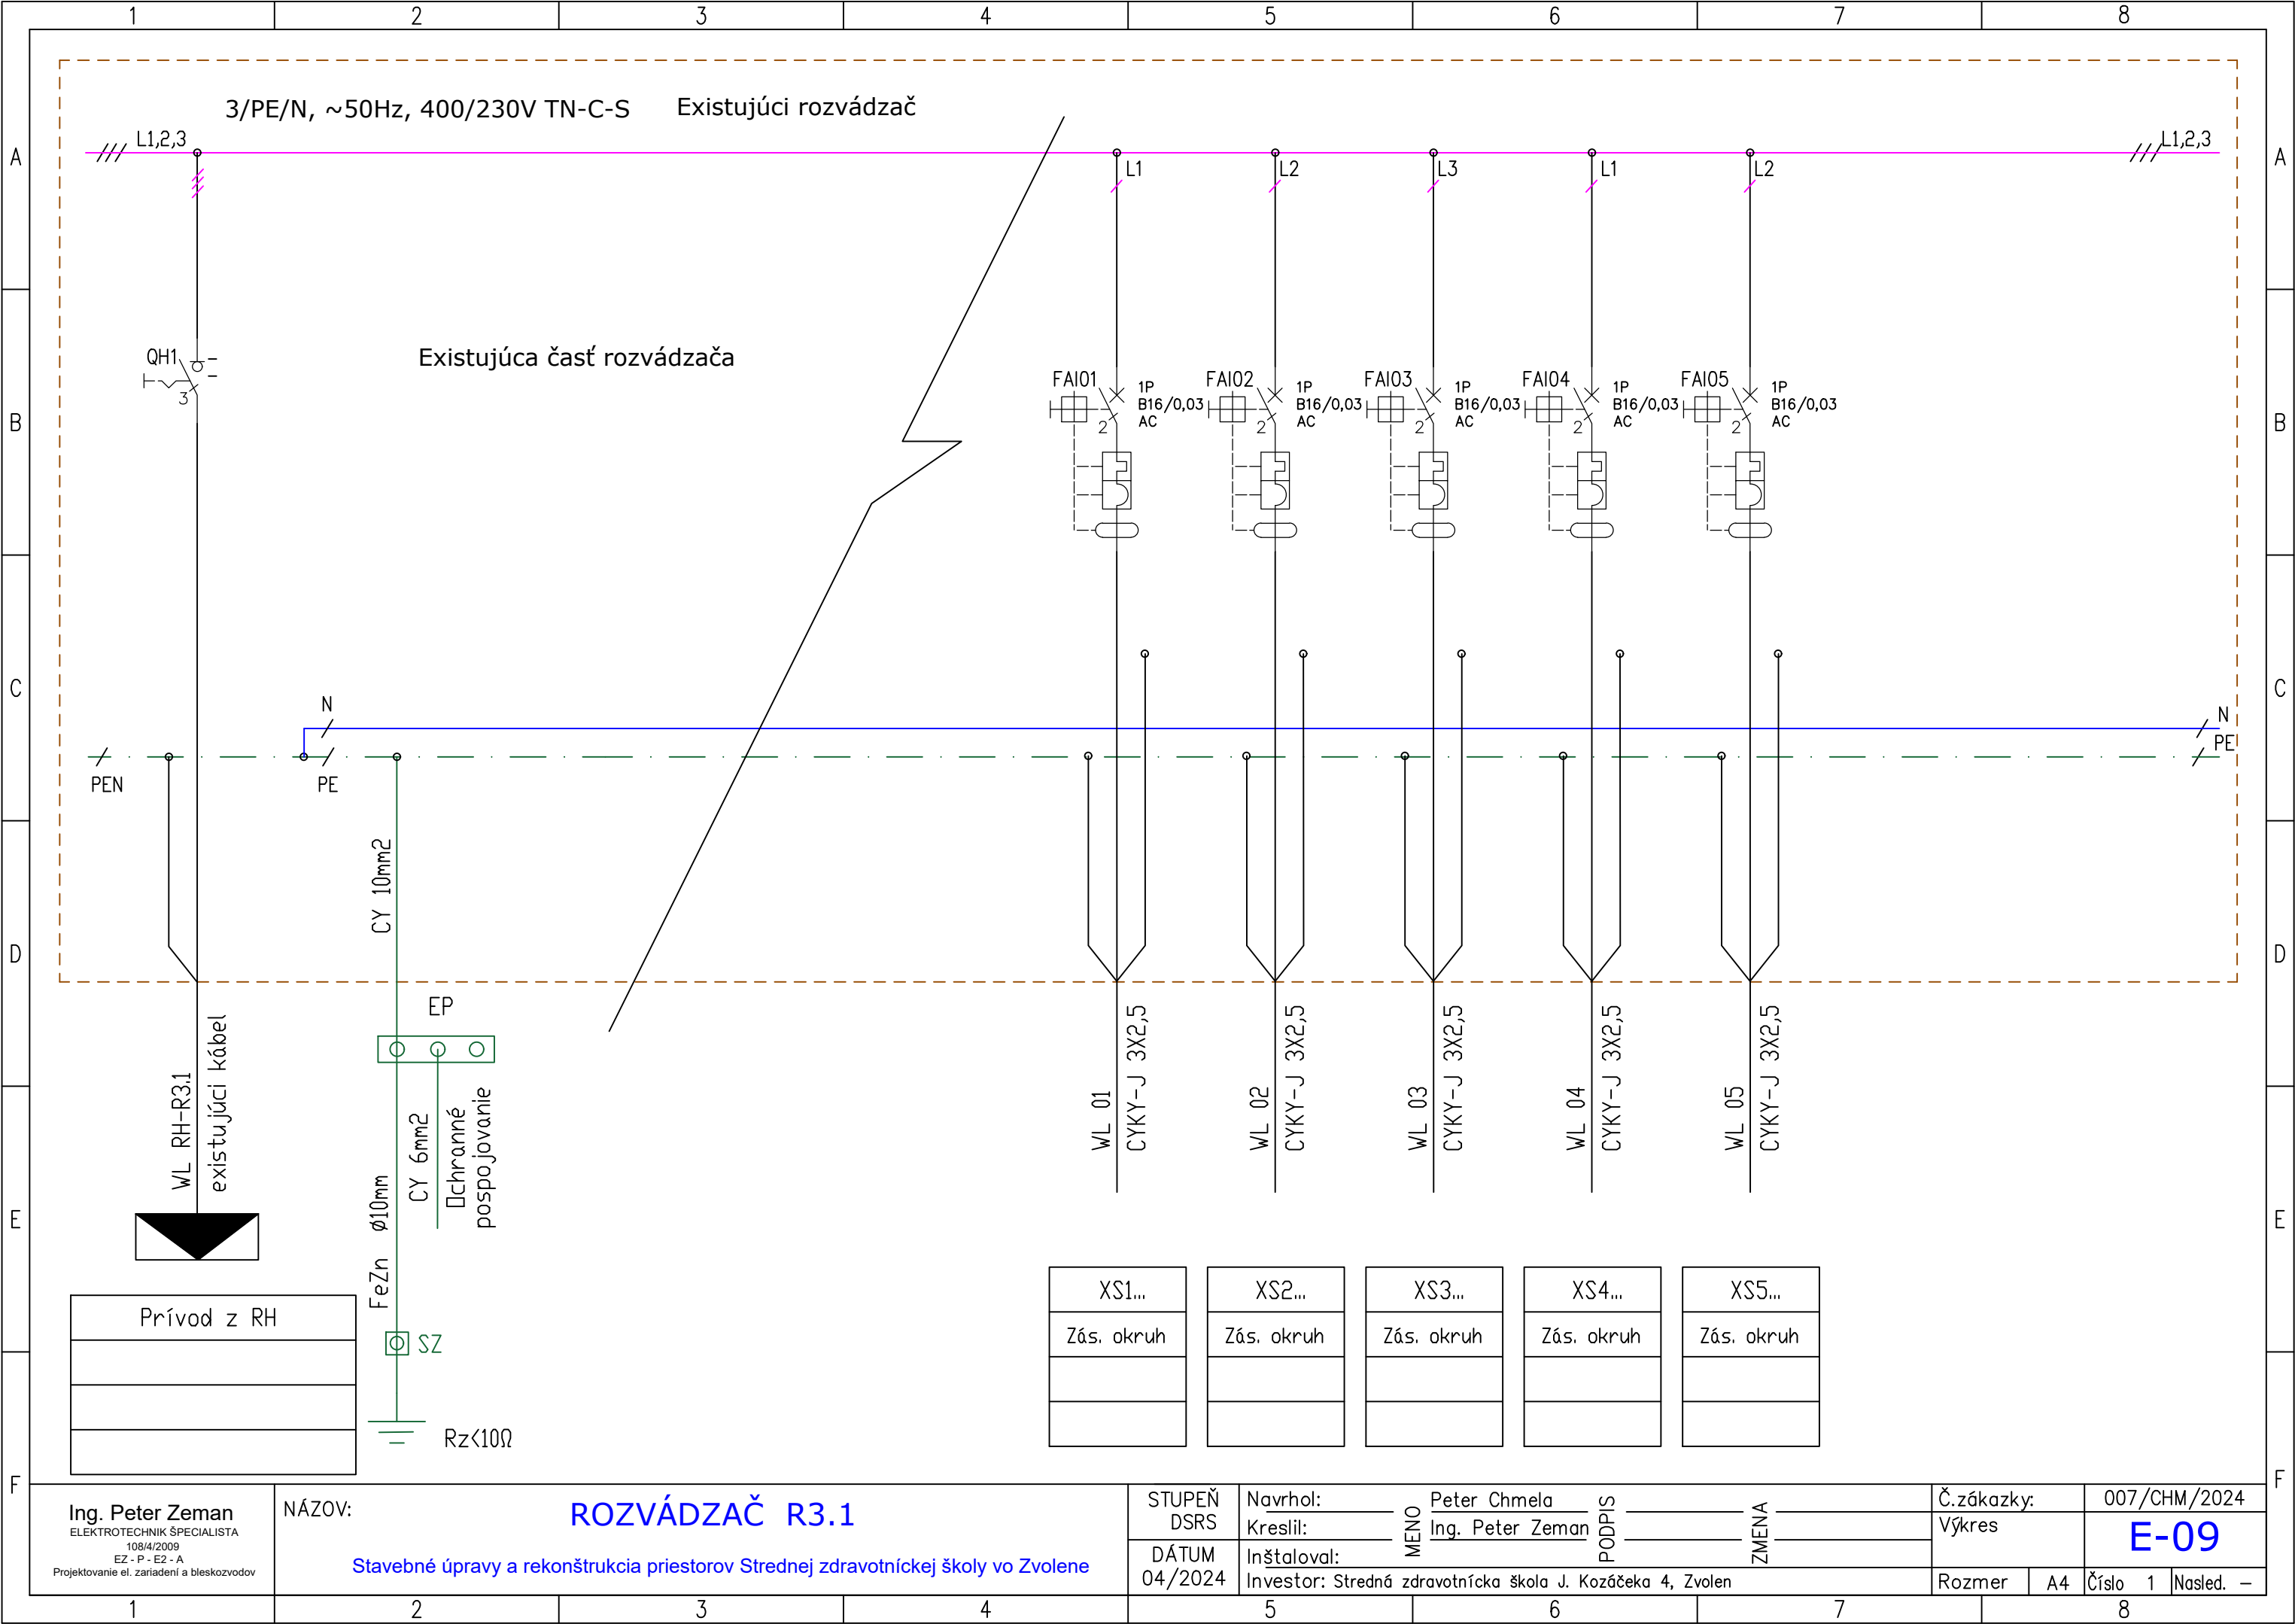 1 2 3 4 5 6 7 8
3/PE/N, ~50Hz, 400/230V TN-C-S Existujúci rozvádzač
A L1,2,3 L1,2,3 A
L1 L2 L3 L1 L2
Existujúca časť rozvádzača
QH1
3
FAI01 FAI02 FAI03 FAI04 FAI05
1P 1P 1P 1P 1P
B16/0,03 B16/0,03 B16/0,03 B16/0,03 B16/0,03
AC AC AC AC AC
2 2 2 2 2
B B
C C
N N
PEN PE PE
CY 10mm2
D D
EP
WL RH-R3.1
existujúci kábel
CY 6mm2
Ochranné
pospojovanie
FeZn ø10mm
WL 01
CYKY-J 3X2,5
WL 02
CYKY-J 3X2,5
WL 03
CYKY-J 3X2,5
WL 04
CYKY-J 3X2,5
WL 05
CYKY-J 3X2,5
E E
Prívod z RH
SZ
Rz<10Ω
XS1... XS2... XS3... XS4... XS5...
Zás. okruh Zás. okruh Zás. okruh Zás. okruh Zás. okruh
F F
Ing. Peter Zeman
ELEKTROTECHNIK ŠPECIALISTA
108/4/2009
EZ - P - E2 - A
Projektovanie el. zariadení a bleskozvodov
NÁZOV:
ROZVÁDZAČ R3.1
Stavebné úpravy a rekonštrukcia priestorov Strednej zdravotníckej školy vo Zvolene
STUPEŇ
DSRS
DÁTUM
04/2024
Navrhol: Peter Chmela
Kreslil: Ing. Peter Zeman
Inštaloval:
MENO
PODPIS
ZMENA
Investor: Stredná zdravotnícka škola J. Kozáčeka 4, Zvolen
Č.zákazky: 007/CHM/2024
Výkres E-09
Rozmer A4 Číslo 1 Nasled. –
1 2 3 4 5 6 7 8